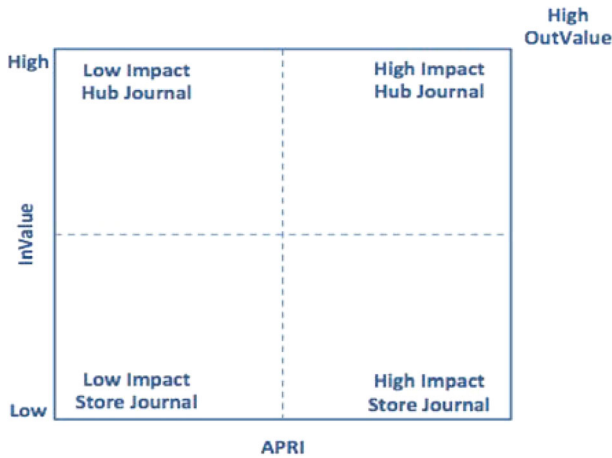 High
OutValue
High
Low Impact
Hub Journal
High Impact
Hub Journal
InValue
Low Impact
Store Journal
High Impact
Store Journal
Low
APRI